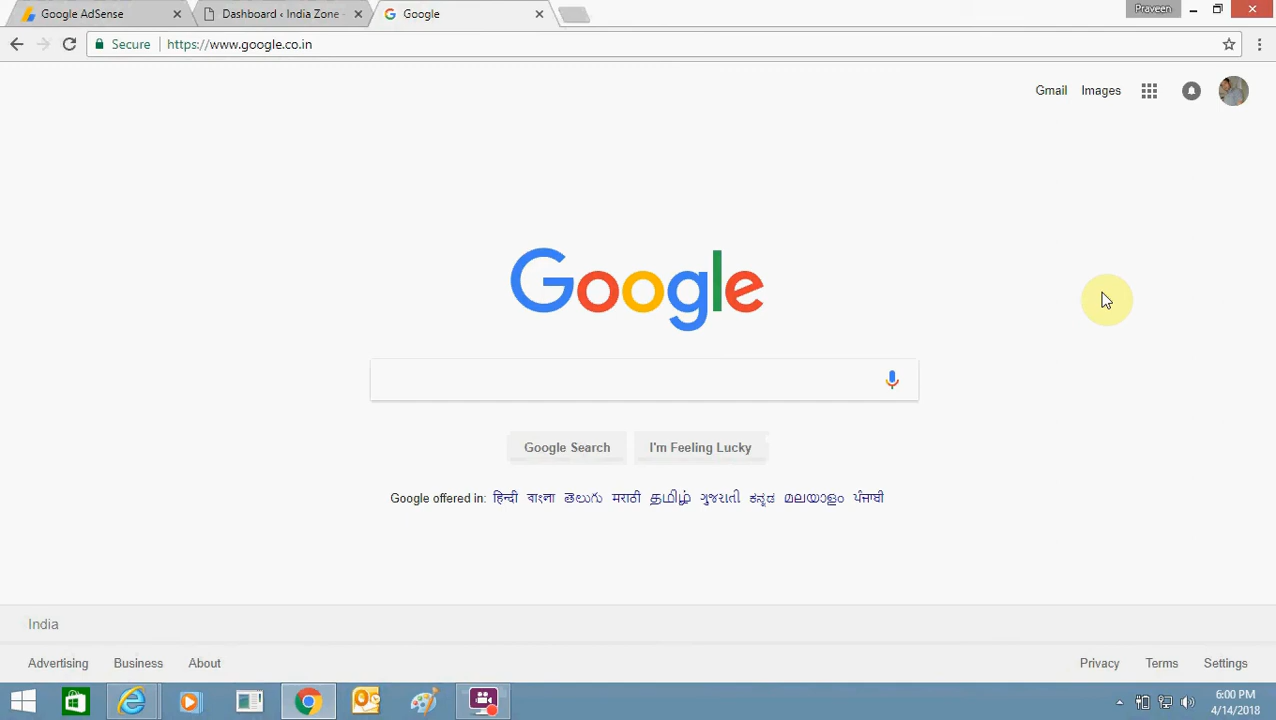 Google AdSense
Dashboard ‹ India Zone -
Google
Praveen
Secure
https://www.google.co.in
Gmail Images
Google
Google Search
I'm Feeling Lucky
Google offered in: हिन्दी বাংলা తెలుగు मराठी தமிழ் ગુજરાતી ಕನ್ನಡ മലയാളം ਪੰਜਾਬੀ
India
Advertising Business About
Privacy Terms Settings
6:00 PM
4/14/2018